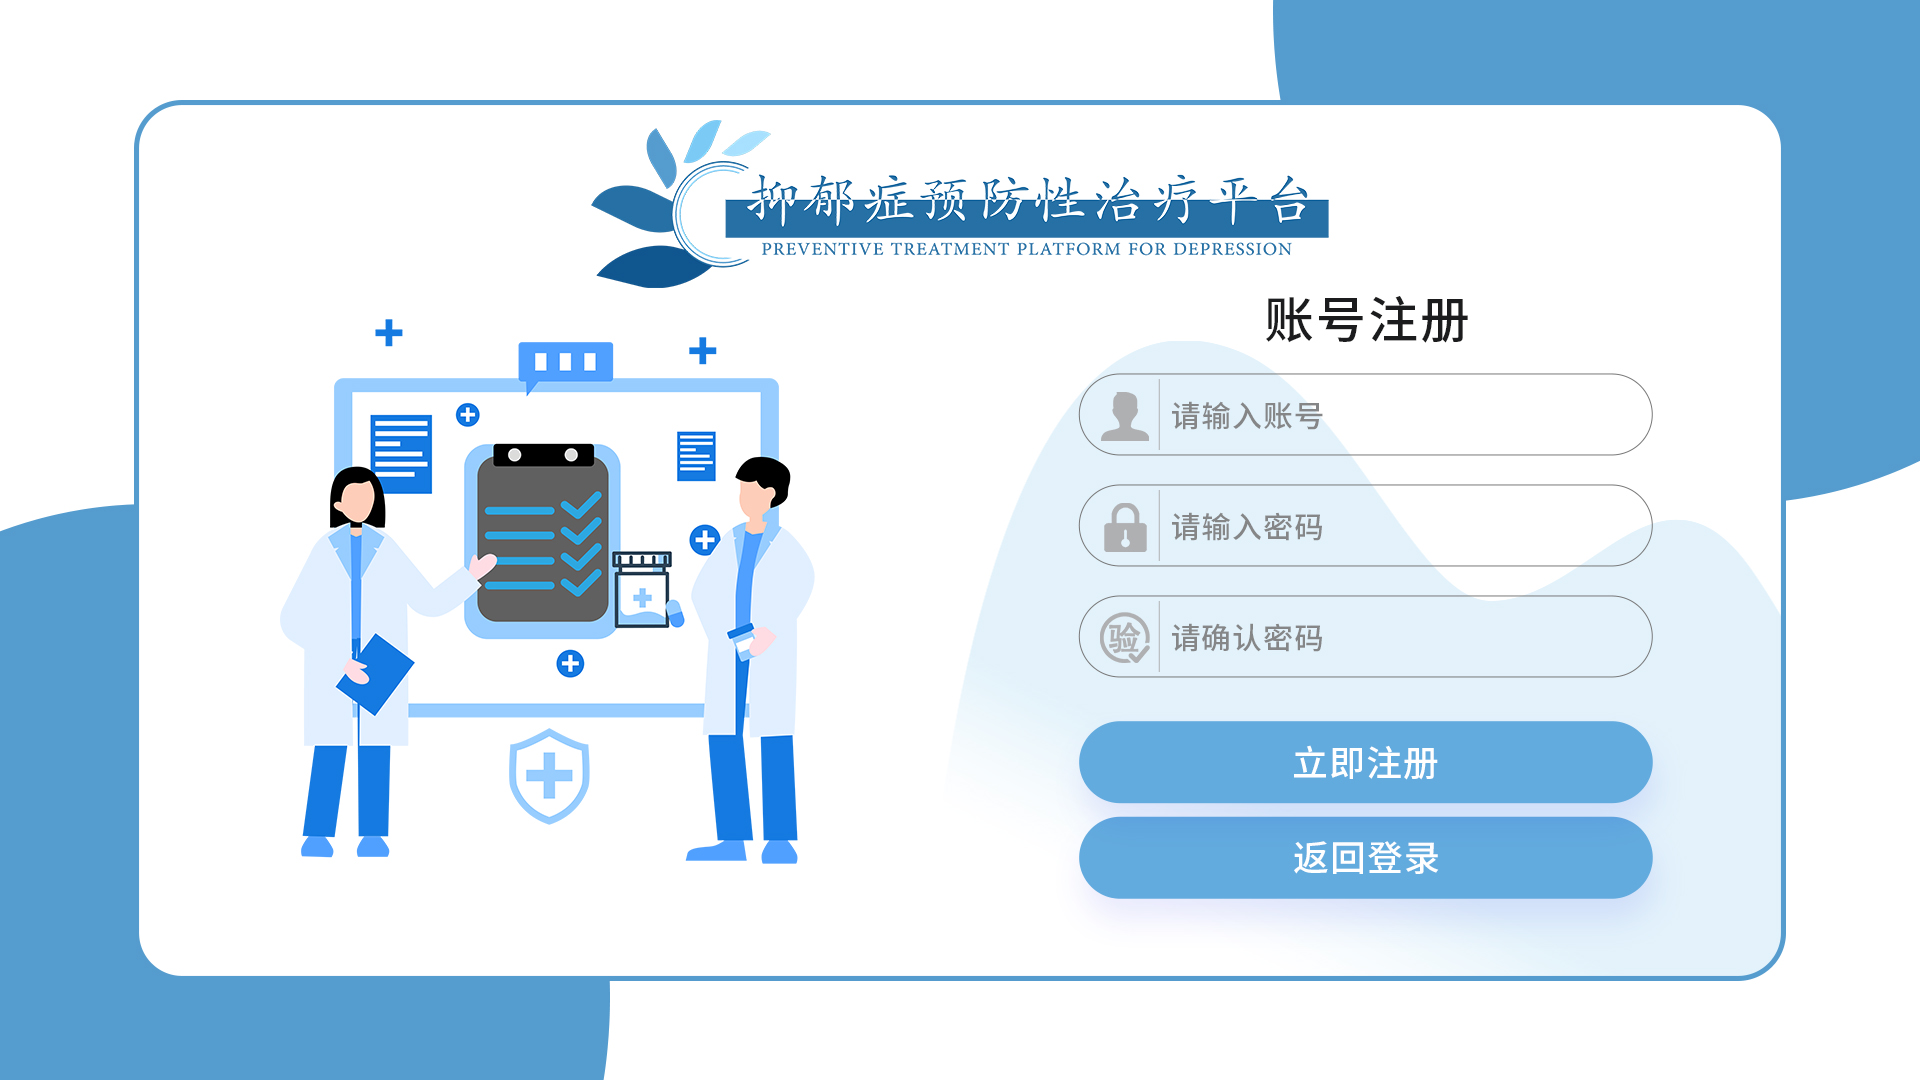 抑郁症预防性治疗平台
PREVENTIVE TREATMENT PLATFORM FOR DEPRESSION
账号注册
请输入账号
请输入密码
验
请确认密码
立即注册
返回登录